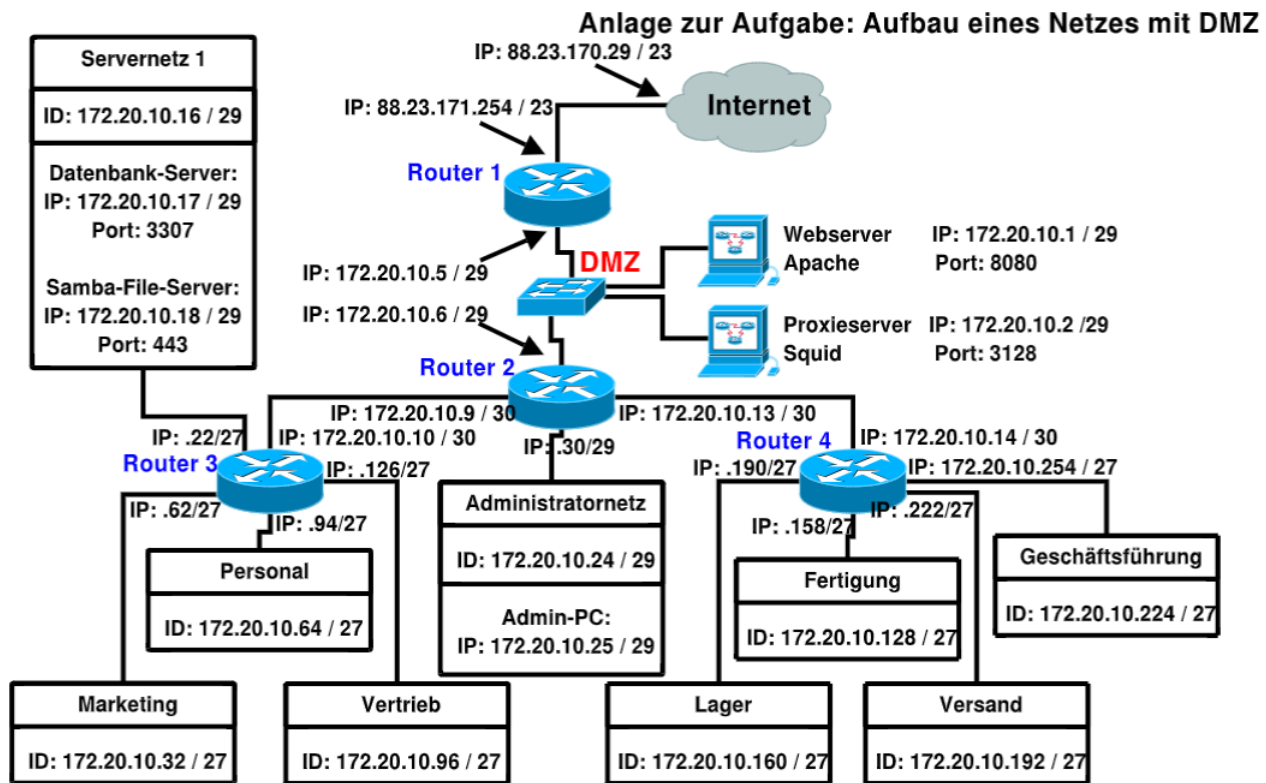 Anlage zur Aufgabe: Aufbau eines Netzes mit DMZ
IP: 88.23.170.29 / 23
Internet
IP: 88.23.171.254 / 23
Router 1
Servernetz 1
ID: 172.20.10.16 / 29
Datenbank-Server:
IP: 172.20.10.17 / 29
Port: 3307
Samba-File-Server:
IP: 172.20.10.18 / 29
Port: 443
IP: 172.20.10.5 / 29
DMZ
IP: 172.20.10.6 / 29
Webserver IP: 172.20.10.1 / 29
Apache Port: 8080
Proxieserver IP: 172.20.10.2 /29
Squid Port: 3128
Router 2
IP: 172.20.10.9 / 30
IP: 172.20.10.13 / 30
IP: .22/27
IP: 172.20.10.10 / 30
IP: .30/29
Router 4
IP: 172.20.10.14 / 30
Router 3
IP: .126/27
IP: .190/27
IP: 172.20.10.254 / 27
IP: .62/27
IP: .94/27
IP: .158/27
IP: .222/27
Administratornetz
ID: 172.20.10.24 / 29
Admin-PC:
IP: 172.20.10.25 / 29
Personal
ID: 172.20.10.64 / 27
Fertigung
ID: 172.20.10.128 / 27
Geschäftsführung
ID: 172.20.10.224 / 27
Marketing
ID: 172.20.10.32 / 27
Vertrieb
ID: 172.20.10.96 / 27
Lager
ID: 172.20.10.160 / 27
Versand
ID: 172.20.10.192 / 27